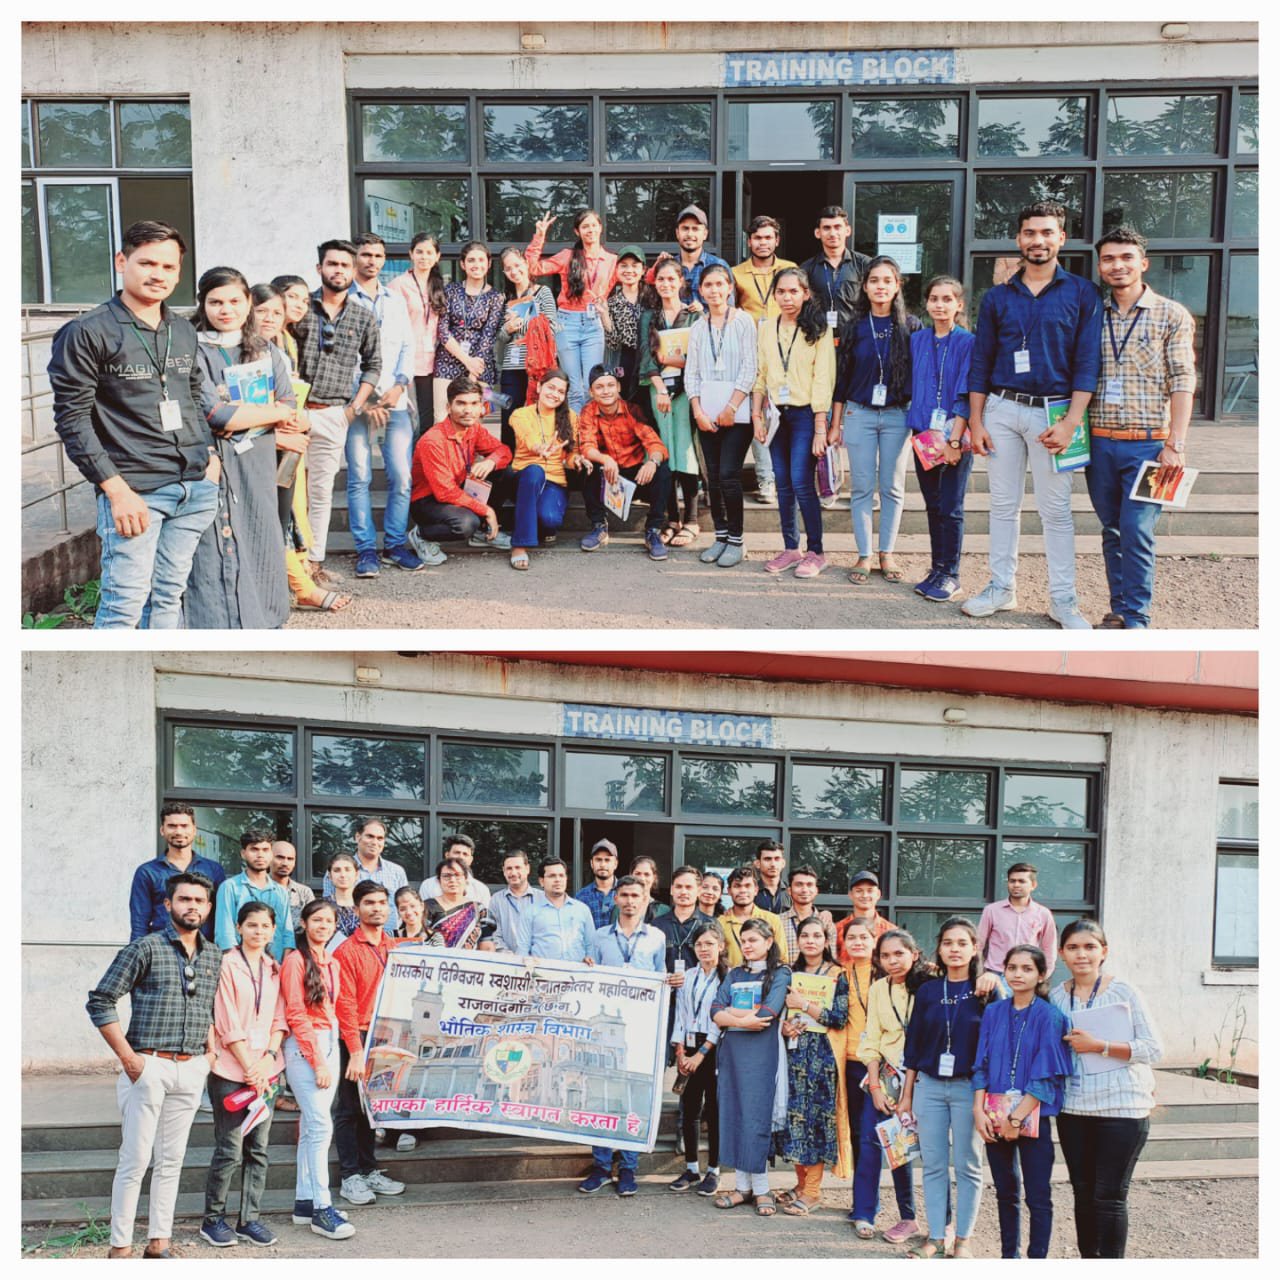 TRAINING BLOCK
TRAINING BLOCK
शासकीय दिग्विजय स्वशासी स्नातकोत्तर महाविद्यालय
राजनादगाँव (छ.ग.)
भौतिक शास्त्र विभाग
आपका हार्दिक स्वागत करता है